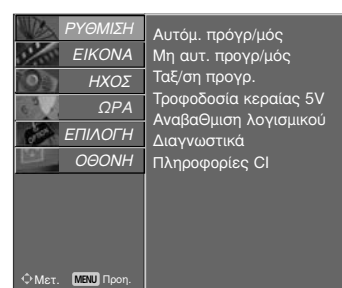 ΡΥΘΜΙΣΗ
ΕΙΚΟΝΑ
ΗΧΟΣ
ΩΡΑ
ΕΠΙΛΟΓΗ
ΟΘΟΝΗ
Αυτόμ. πρόγρ/μός
Μη αυτ. προγρ/μός
Ταξ/ση προγρ.
Τροφοδοσία κεραίας 5V
ΑναβαΘμιση λογισμικού
Διαγνωστικά
Πληροφορίες CI
Μετ. MENU Προη.